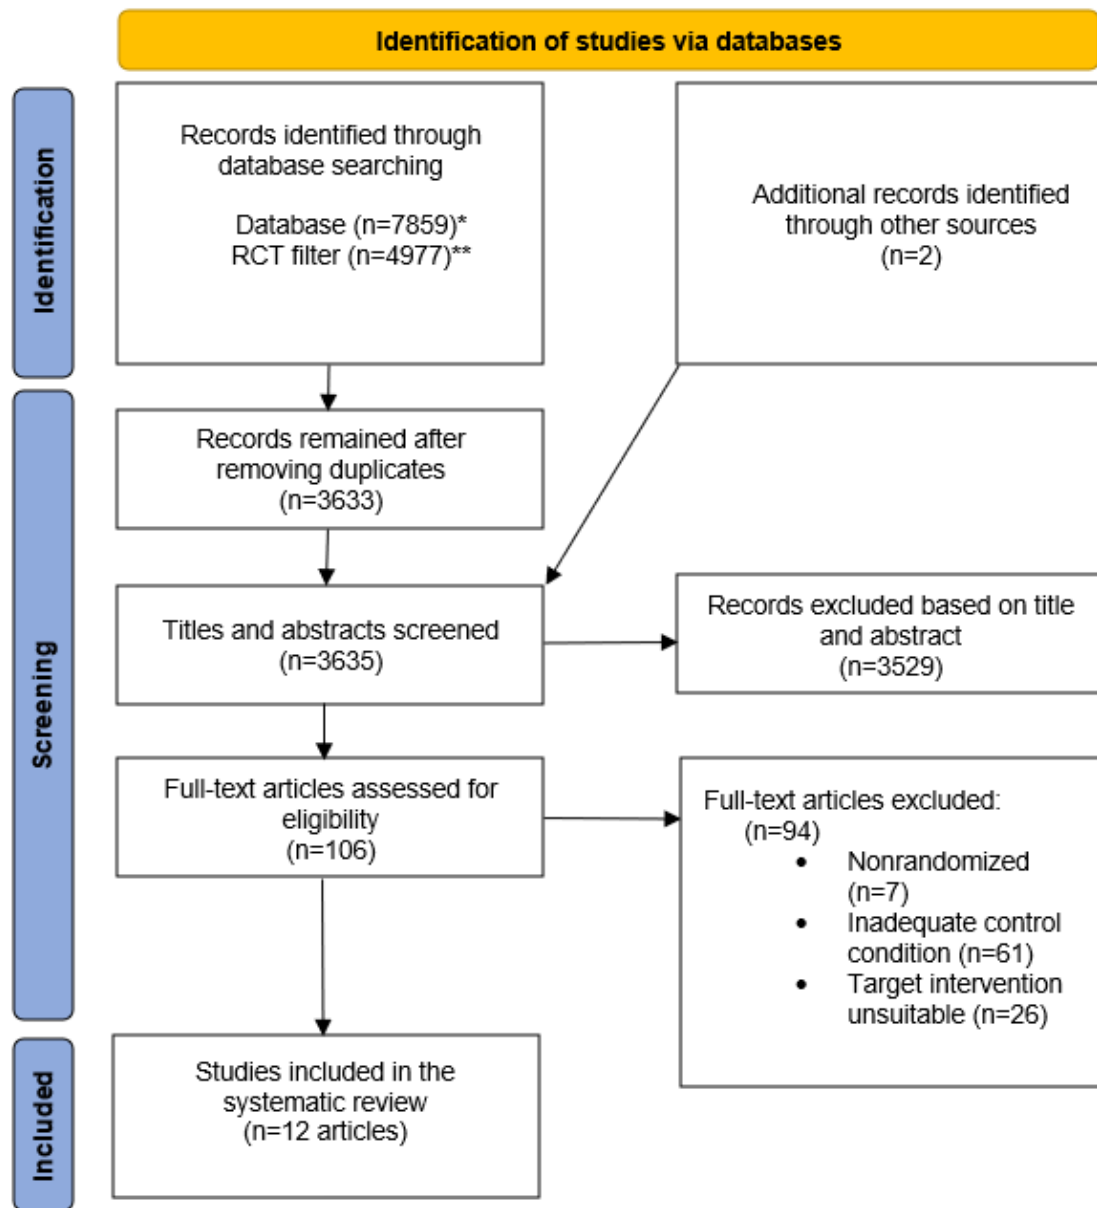 Identification of studies via databases
Identification
Records identified through
database searching
Database (n=7859)*
RCT filter (n=4977)**
Additional records identified
through other sources
(n=2)
Screening
Records remained after
removing duplicates
(n=3633)
Titles and abstracts screened
(n=3635)
Records excluded based on title
and abstract
(n=3529)
Full-text articles assessed for
eligibility
(n=106)
Full-text articles excluded:
(n=94)
• Nonrandomized
(n=7)
• Inadequate control
condition (n=61)
• Target intervention
unsuitable (n=26)
Included
Studies included in the
systematic review
(n=12 articles)